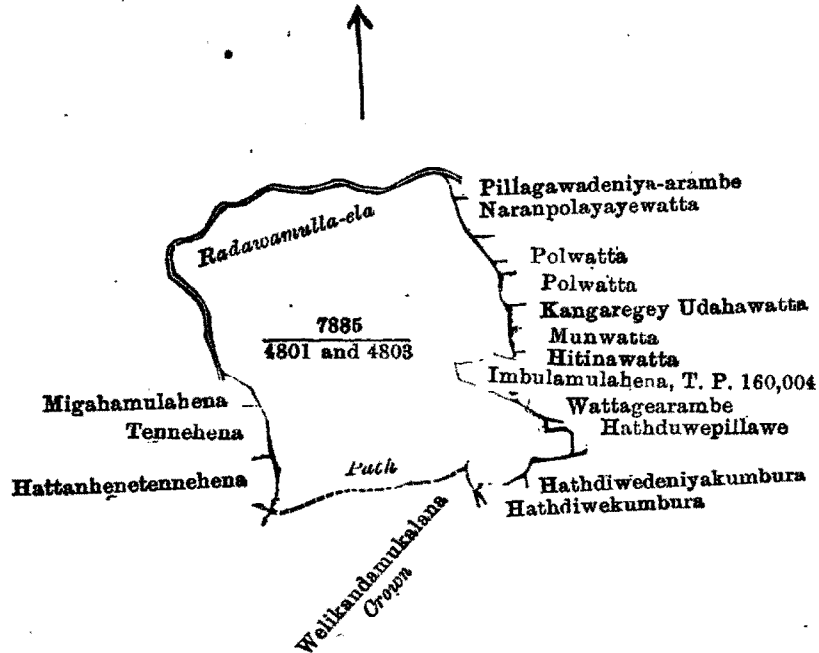 Pillagawadeniya-arambe
Naranpolayayewatta
Radawamulla-ela
Polwatta
Polwatta
Kangaregey Udahawatta
7885
4801 and 4803
Munwatta
Hitinawatta
Imbulamulahena, T. P. 160,004
Migahamulahena
Wattagearambe
Tennehena
Hathduwepillawe
Path
Hattanhenetennehena
Hathdiwedeniyakumbura
Hathdiwekumbura
Welikandamukalana
Crown